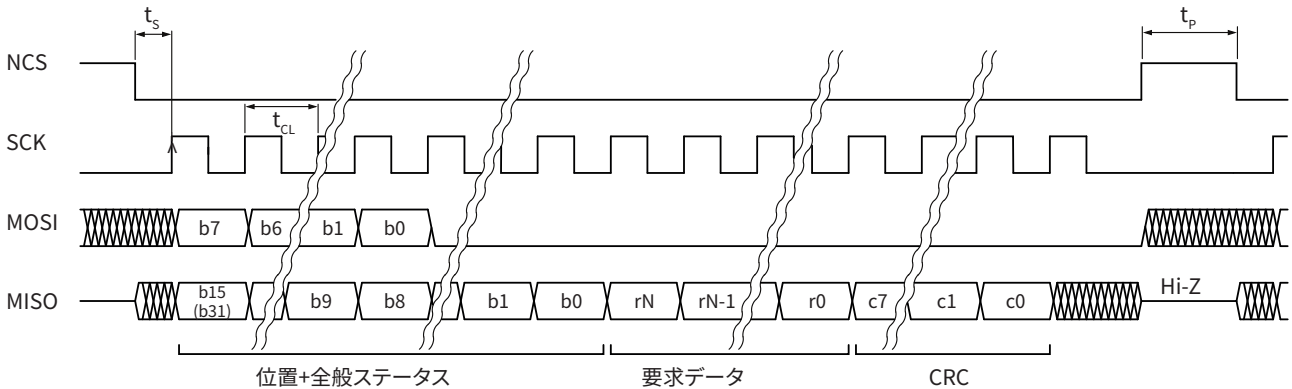 tS
tP
NCS
tCL
SCK
MOSI
b7 b6 b1 b0
MISO
b15 (b31) b9 b8 b1 b0 rN rN-1 r0 c7 c1 c0 Hi-Z
位置+全般ステータス 要求データ CRC